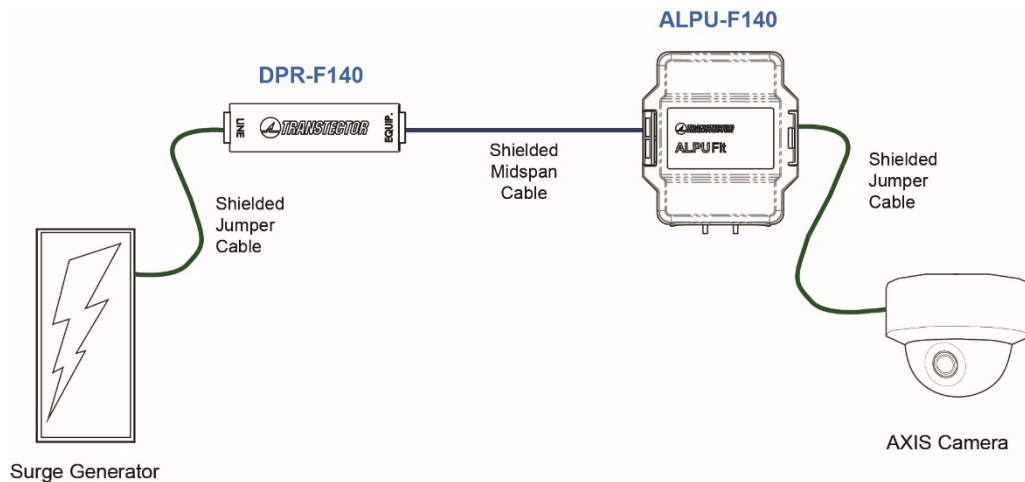 ALPU-F140
DPR-F140
LINE
TRANSTECTOR
EQUIP.
TRANSTECTOR
ALPU Fit
Shielded
Midspan
Cable
Shielded
Jumper
Cable
Shielded
Jumper
Cable
AXIS Camera
Surge Generator